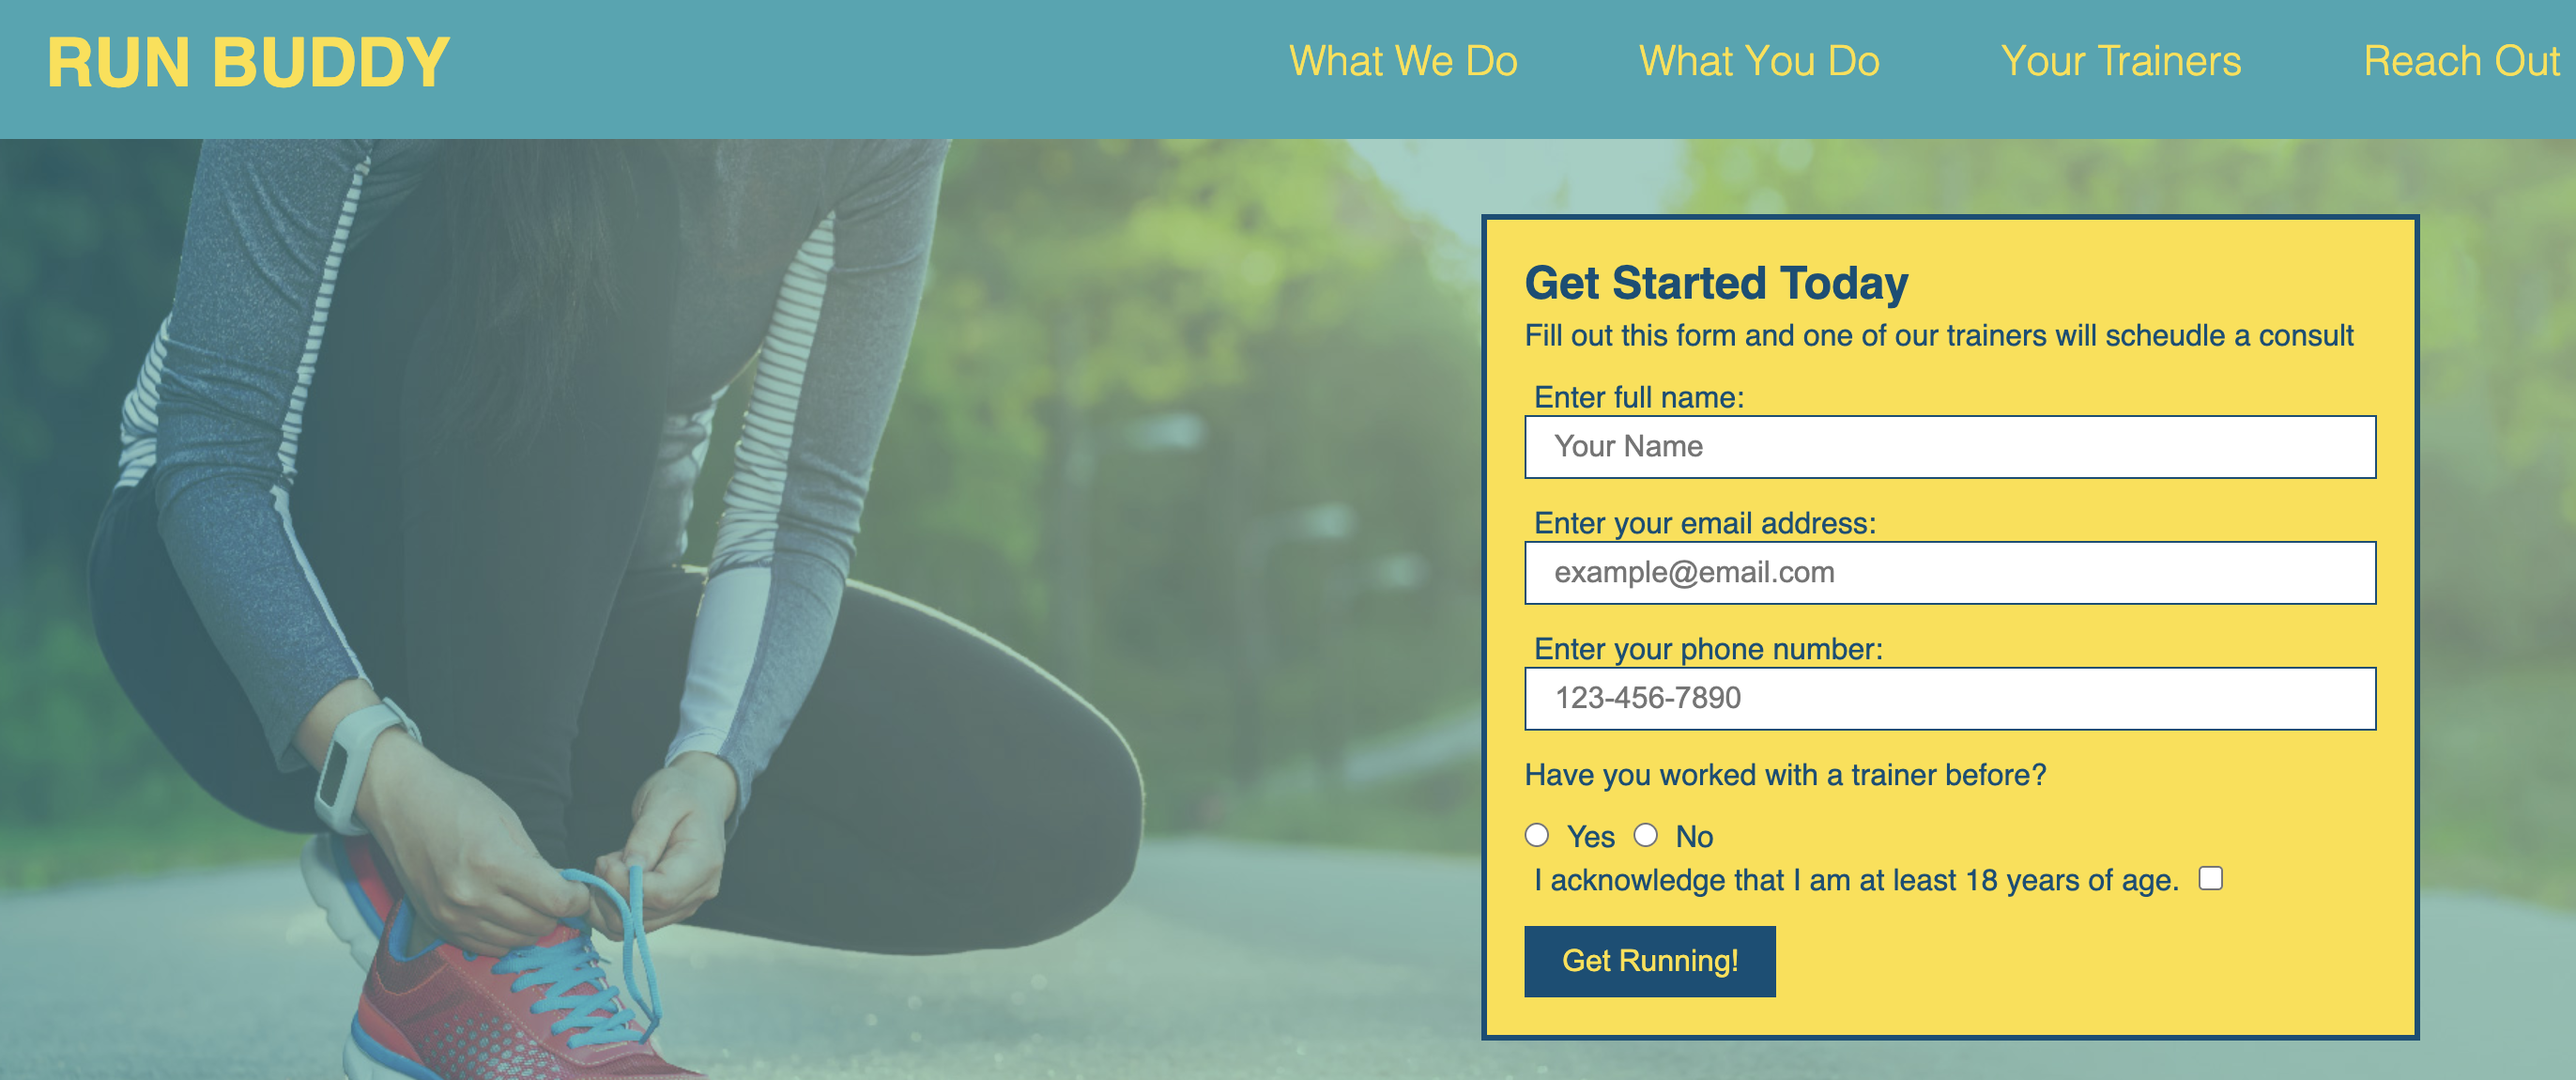 RUN BUDDY
What We Do
What You Do
Your Trainers
Reach Out
Get Started Today
Fill out this form and one of our trainers will scheudle a consult
Enter full name:
Your Name
Enter your email address:
example@email.com
Enter your phone number:
123-456-7890
Have you worked with a trainer before?
Yes No
I acknowledge that I am at least 18 years of age.
Get Running!